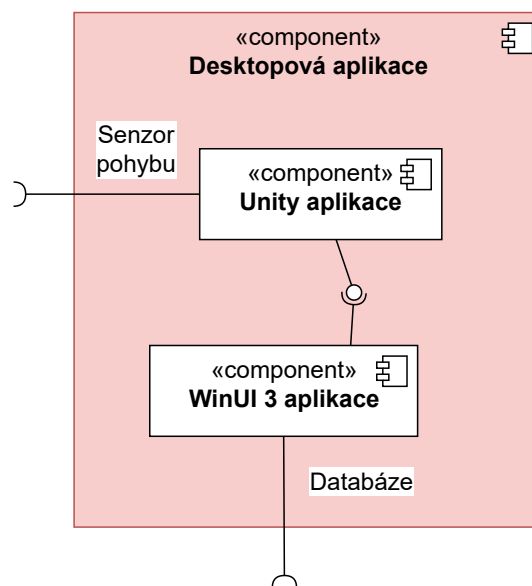 «component»
Desktopová aplikace
Senzor
pohybu
«component»
Unity aplikace
«component»
WinUI 3 aplikace
Databáze